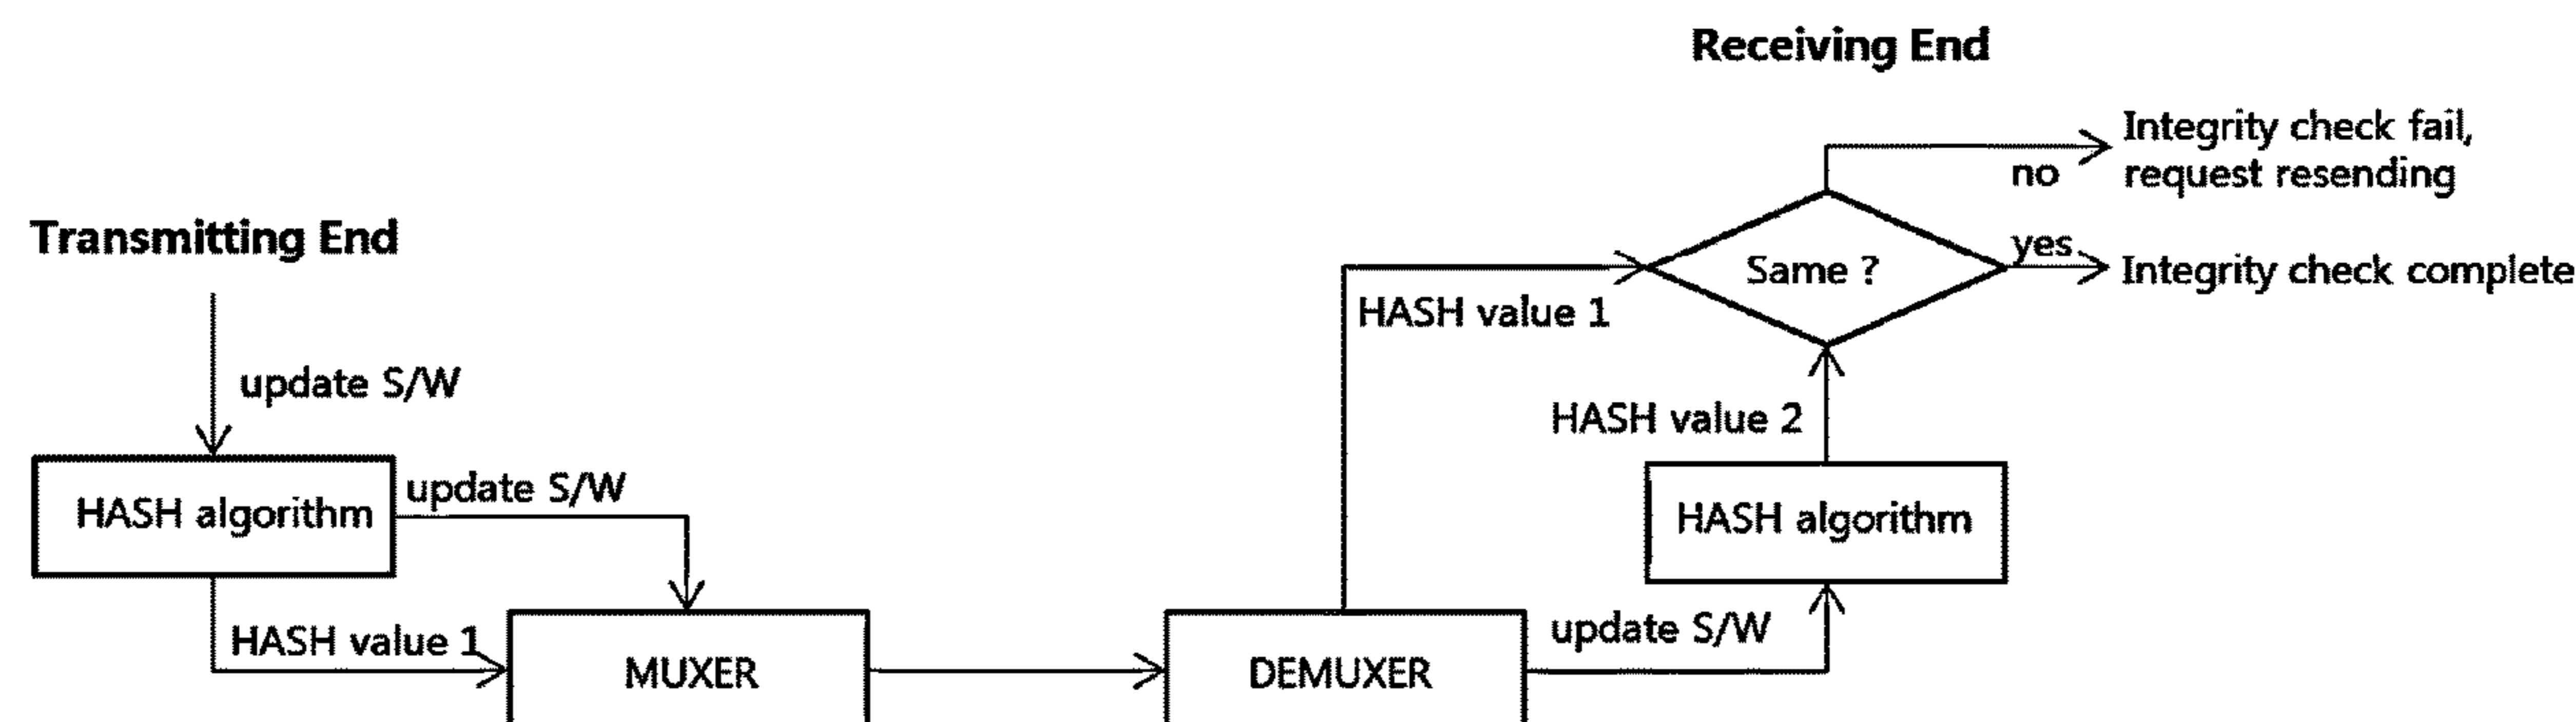 Receiving End
Integrity check fail,
no
request resending
Transmitting End
yes
Same ?
Integrity check complete
HASH value 1
update S/W
HASH value 2
update S/W
HASH algorithm
HASH algorithm
HASH value 1
update S/W
MUXER
DEMUXER